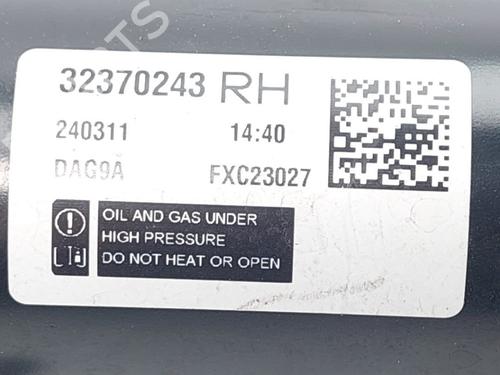 32370243 RH
240311 14:40
DAG9A FXC23027
OIL AND GAS UNDER
HIGH PRESSURE
DO NOT HEAT OR OPEN